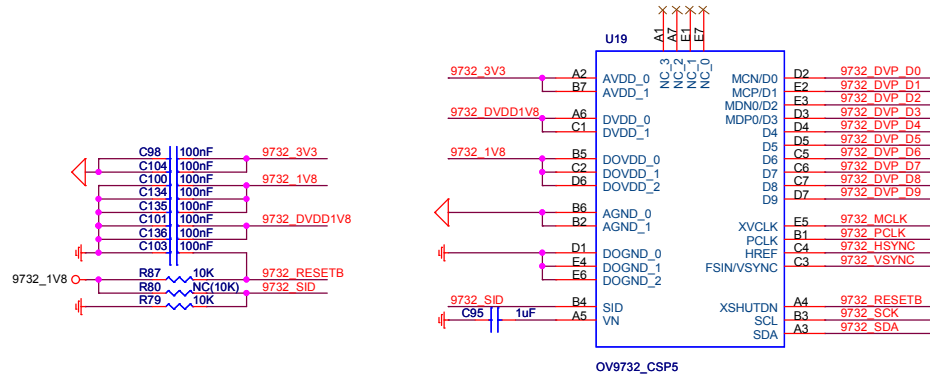 U19
A1
A7
E1
E7
NC_3
NC_2
NC_1
NC_0
9732_3V3 A2 AVDD_0 MCN/D0 D2 9732_DVP_D0
B7 AVDD_1 MCP/D1 E2 9732_DVP_D1
MDN0/D2 E3 9732_DVP_D2
9732_DVDD1V8 A6 DVDD_0 MDP0/D3 D3 9732_DVP_D3
C1 DVDD_1 D4 D4 9732_DVP_D4
D5 D5 9732_DVP_D5
9732_1V8 B5 DOVDD_0 D6 C5 9732_DVP_D6
C2 DOVDD_1 D7 C6 9732_DVP_D7
D6 DOVDD_2 D8 C7 9732_DVP_D8
D9 D7 9732_DVP_D9
B6 AGND_0
B2 AGND_1 XVCLK E5 9732_MCLK
PCLK B1 9732_PCLK
D1 DOGND_0 HREF C4 9732_HSYNC
E4 DOGND_1 FSIN/VSYNC C3 9732_VSYNC
E6 DOGND_2
9732_SID B4 SID XSHUTDN A4 9732_RESETB
C95 1uF A5 VN SCL B3 9732_SCK
SDA A3 9732_SDA
OV9732_CSP5
C98 100nF 9732_3V3
C104 100nF
C100 100nF 9732_1V8
C134 100nF
C135 100nF
C101 100nF 9732_DVDD1V8
C136 100nF
C103 100nF
9732_1V8 R87 10K 9732_RESETB
R80 NC(10K) 9732_SID
R79 10K